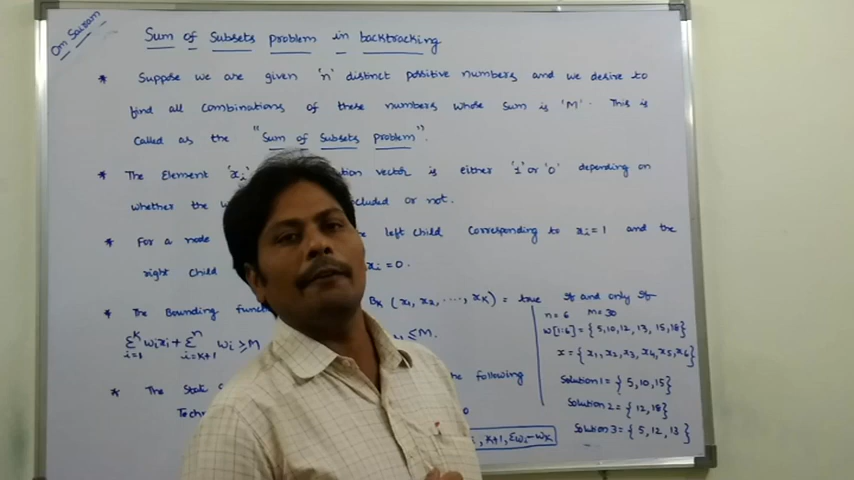 Om Sairam
Sum of Subsets problem in backtracking
* Suppose we are given 'n' distinct positive numbers and we desire to
find all combinations of these numbers whose sum is 'M'. This is
called as the "Sum of Subsets problem".
* The Element 'xi' tion vector is either '1' or '0' depending on
whether the cluded or not.
* For a node left child corresponding to xi=1 and the
right child xi=0.
* The Bounding func BK (x1, x2, ...., xK) = true If and only If
Σ i=1 K wixi + Σ i=K+1 n wi ≥ M ≤M.
* The Stat he following
Tech
, K+1, Σwi-wK
n=6 M=30
w[1:6] = {5,10,12,13,15,18}
x = {x1, x2, x3, x4, x5, x6}
Solution 1 = {5,10,15}
Solution 2 = {12,18}
Solution 3 = {5,12,13}